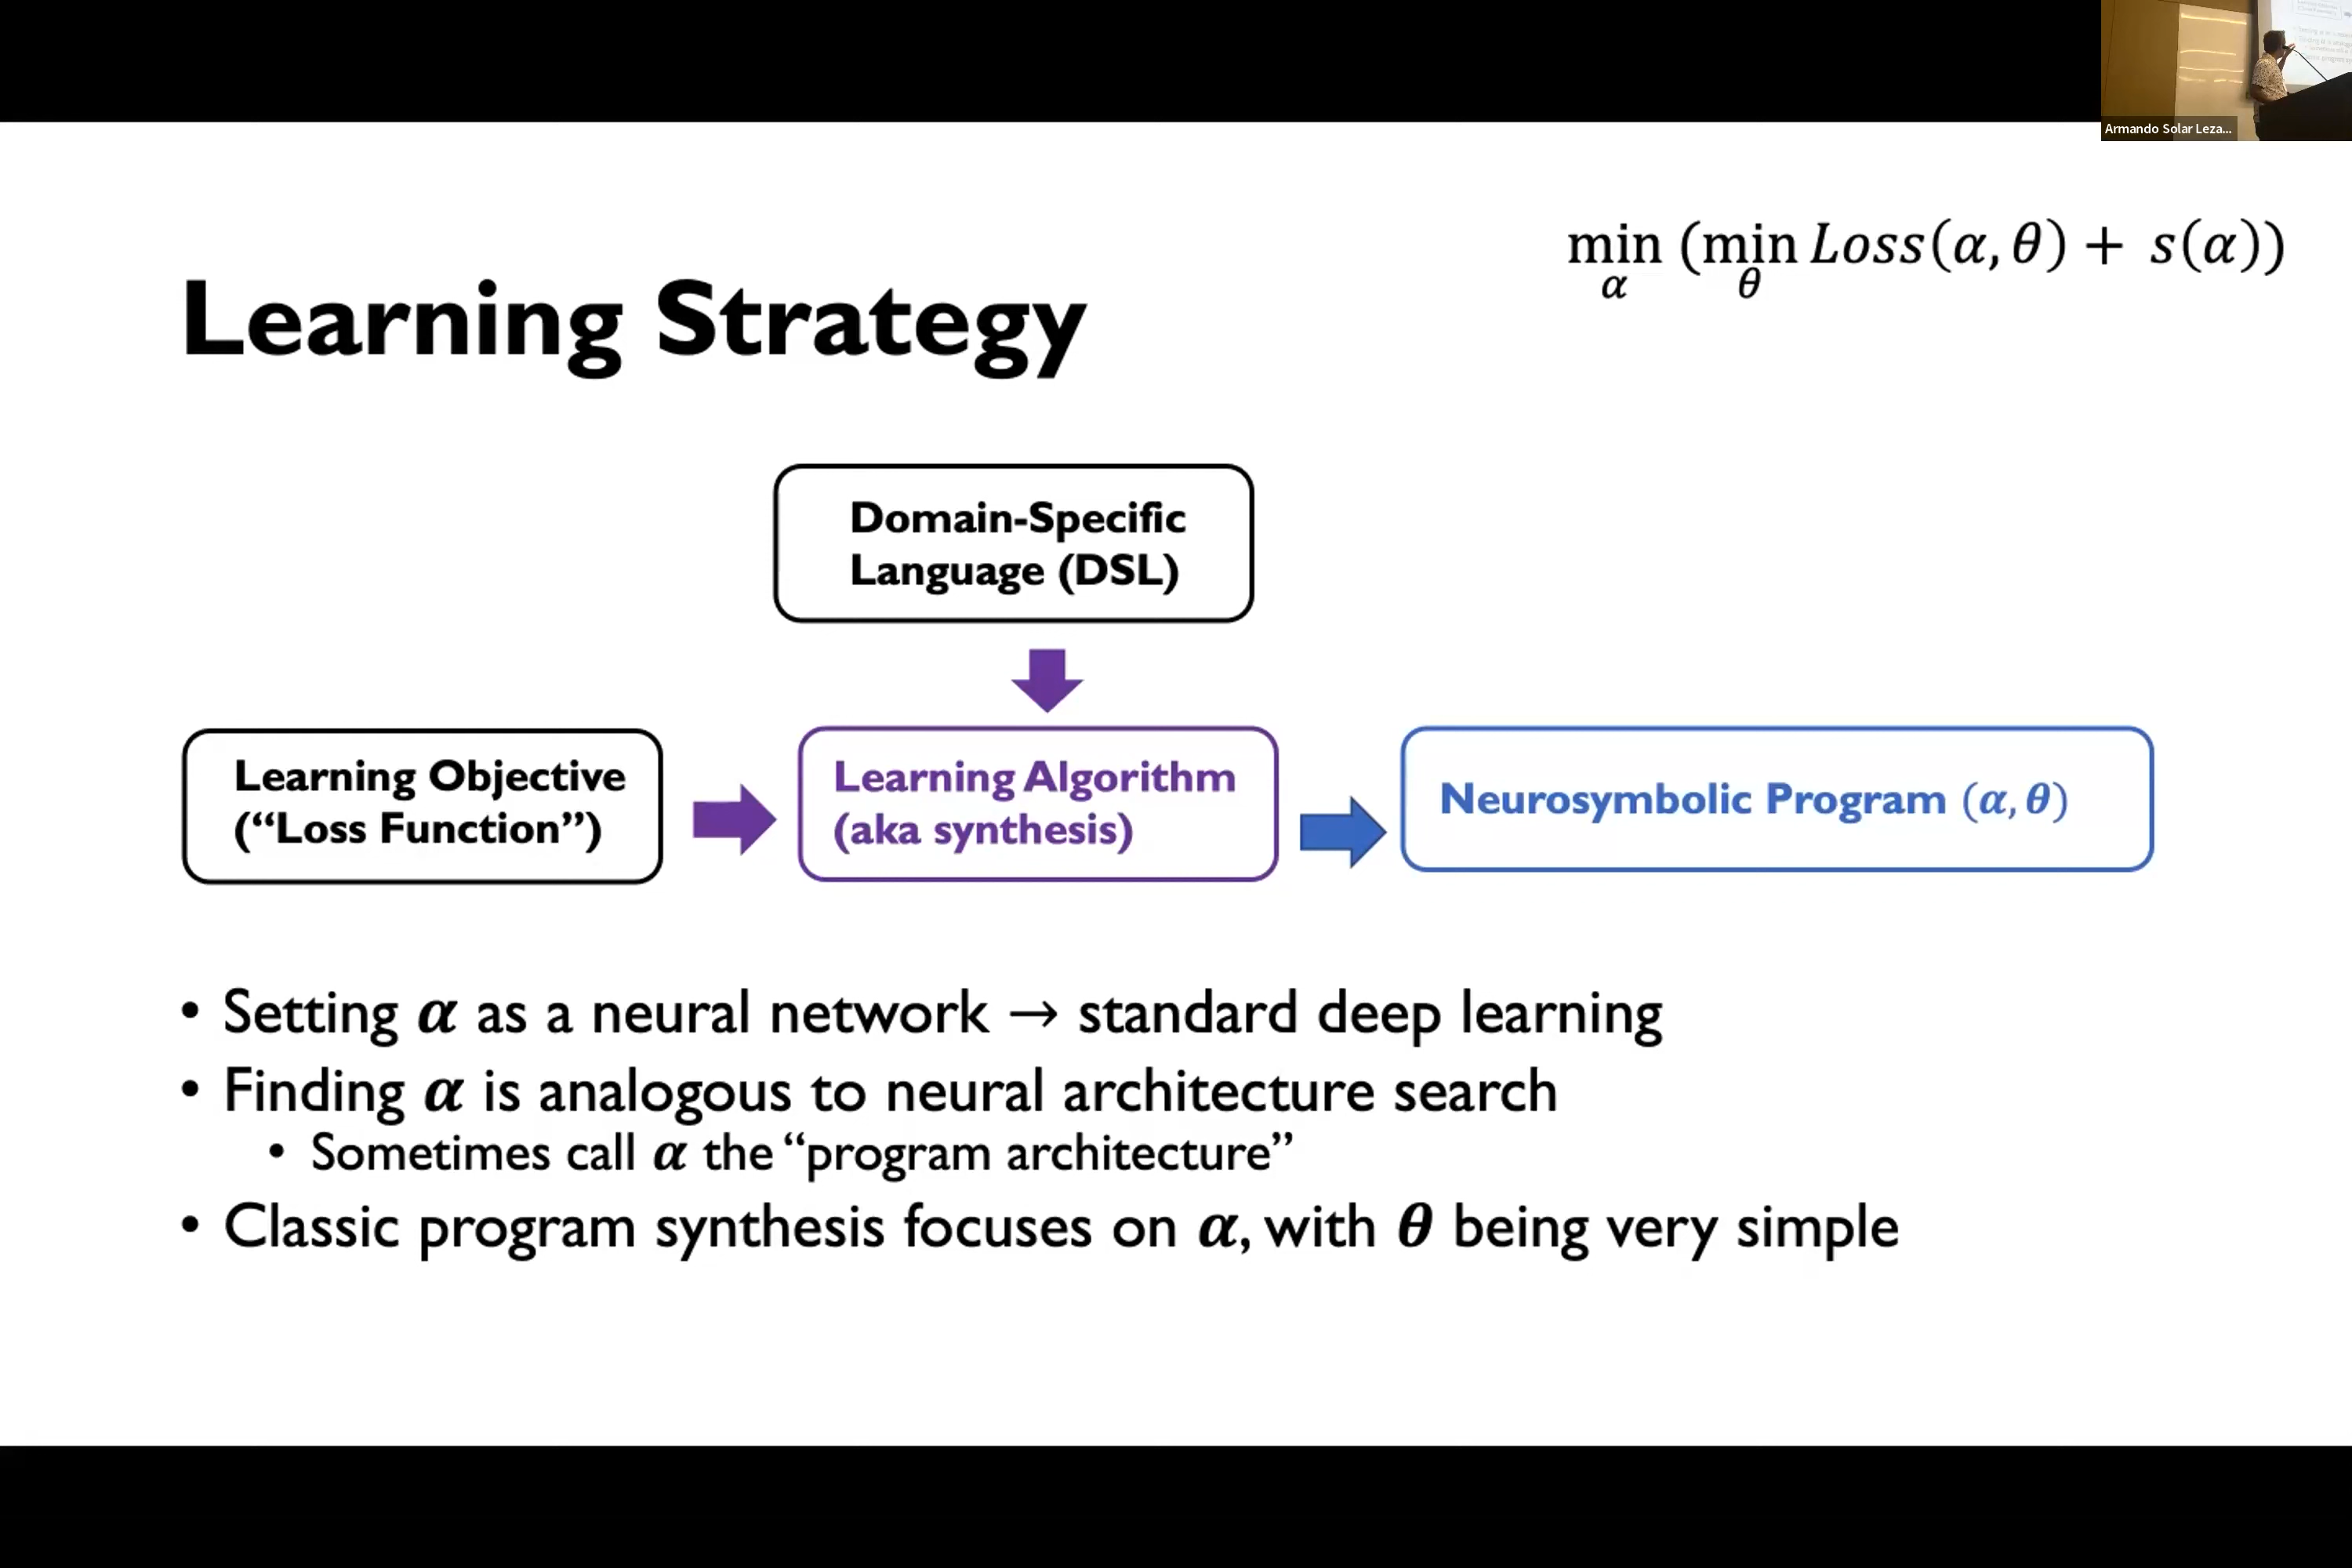 Armando Solar Leza...
min (min Loss(α, θ) + s(α))
α θ
Learning Strategy
Domain-Specific
Language (DSL)
Learning Objective
(“Loss Function”)
Learning Algorithm
(aka synthesis)
Neurosymbolic Program (α, θ)
• Setting α as a neural network → standard deep learning
• Finding α is analogous to neural architecture search
• Sometimes call α the “program architecture”
• Classic program synthesis focuses on α, with θ being very simple